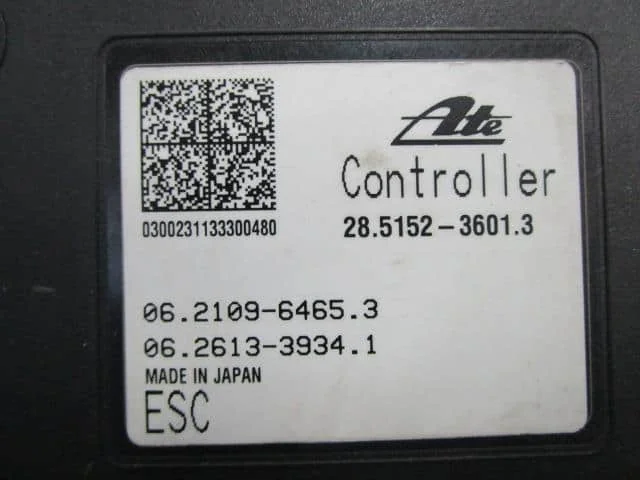 Ate
Controller
0300231133300480
28.5152-3601.3
06.2109-6465.3
06.2613-3934.1
MADE IN JAPAN
ESC